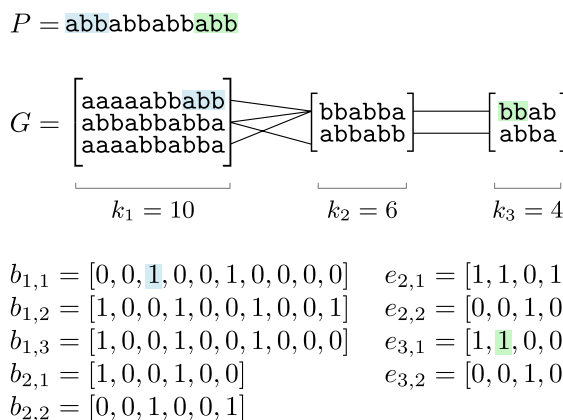 P = abbabbabbabb
aaaaabbabb
G = abbabbabba
aaaabbabba
bbabba
abbabb
bbab
abba
k₁ = 10
k₂ = 6
k₃ = 4
b₁,₁ = [0, 0, 1, 0, 0, 1, 0, 0, 0, 0]
b₁,₂ = [1, 0, 0, 1, 0, 0, 1, 0, 0, 1]
b₁,₃ = [1, 0, 0, 1, 0, 0, 1, 0, 0, 0]
b₂,₁ = [1, 0, 0, 1, 0, 0]
b₂,₂ = [0, 0, 1, 0, 0, 1]
e₂,₁ = [1, 1, 0, 1
e₂,₂ = [0, 0, 1, 0
e₃,₁ = [1, 1, 0, 0
e₃,₂ = [0, 0, 1, 0